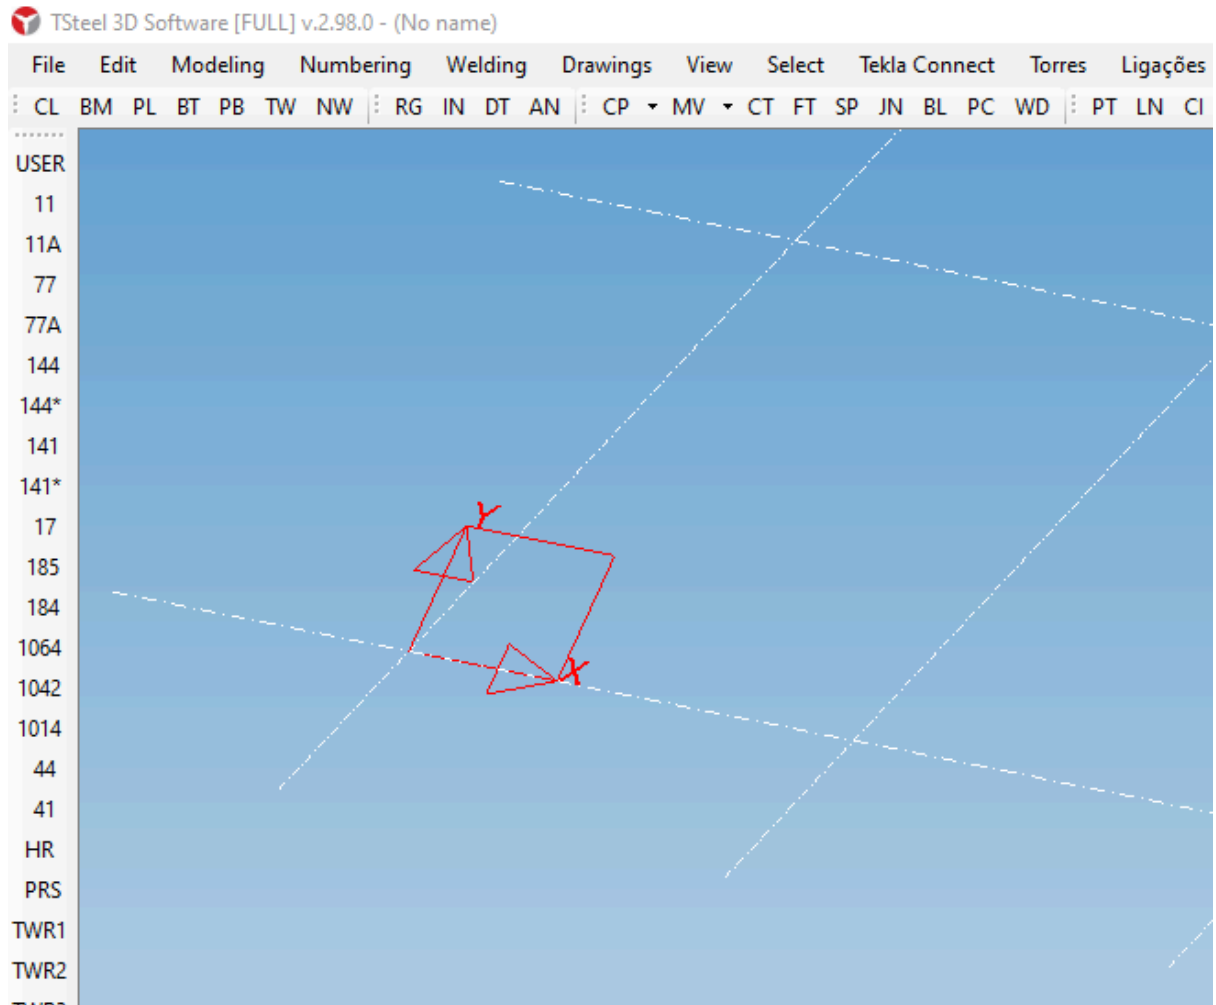 TSteel 3D Software [FULL] v.2.98.0 - (No name)
File Edit Modeling Numbering Welding Drawings View Select Tekla Connect Torres Ligações
CL BM PL BT PB TW NW RG IN DT AN CP MV CT FT SP JN BL PC WD PT LN CI
USER
11
11A
77
77A
144
144*
141
141*
17
Y
185
184
1064
X
1042
1014
44
41
HR
PRS
TWR1
TWR2